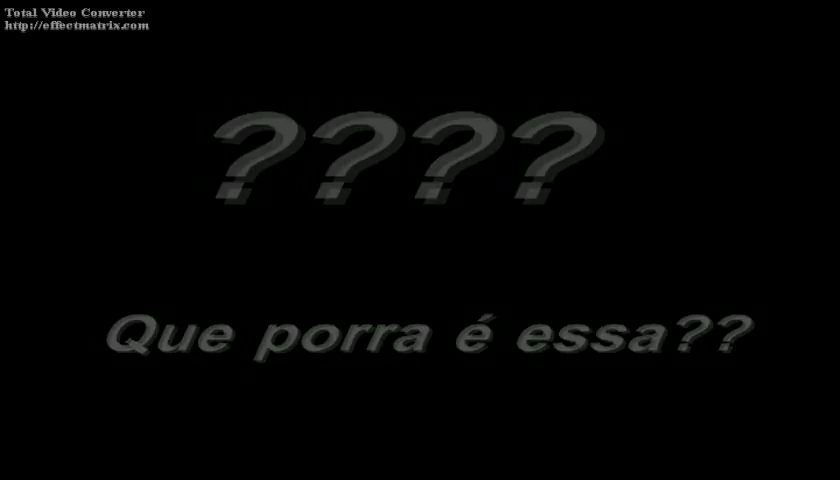 Total Video Converter
http://effectmatrix.com
????
Que porra é essa??